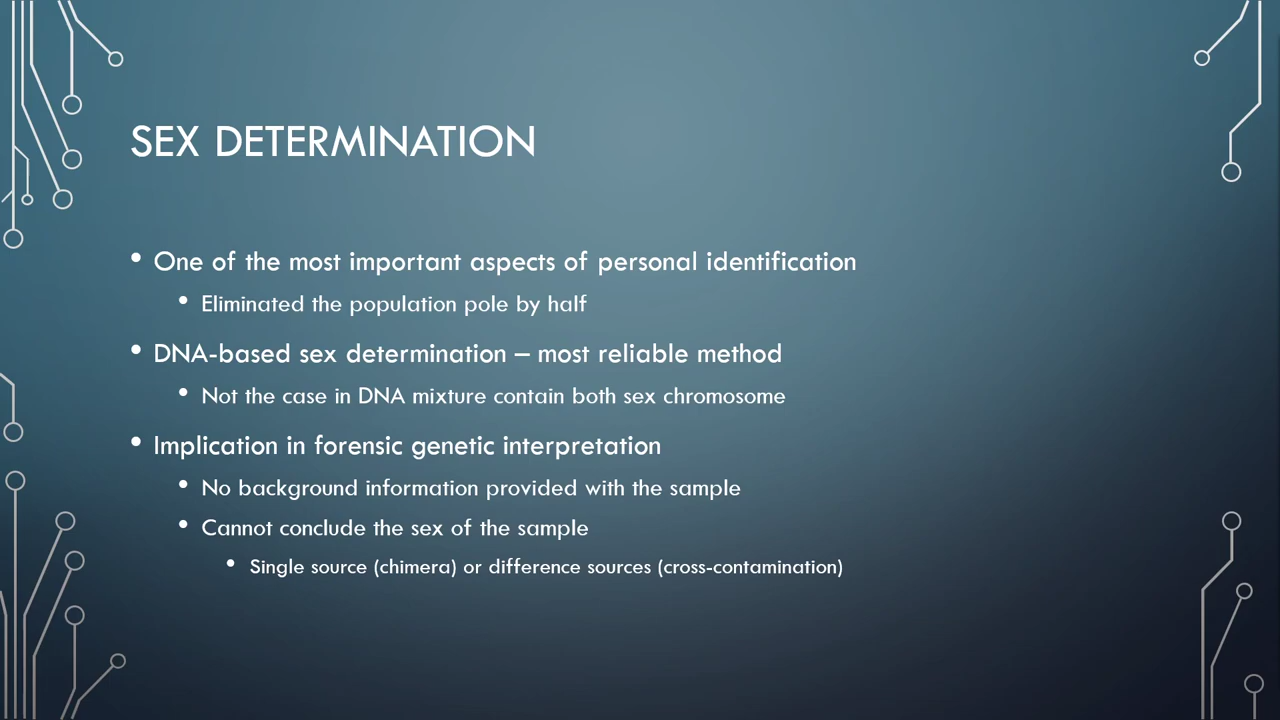 SEX DETERMINATION
• One of the most important aspects of personal identification
• Eliminated the population pole by half
• DNA-based sex determination – most reliable method
• Not the case in DNA mixture contain both sex chromosome
• Implication in forensic genetic interpretation
• No background information provided with the sample
• Cannot conclude the sex of the sample
• Single source (chimera) or difference sources (cross-contamination)